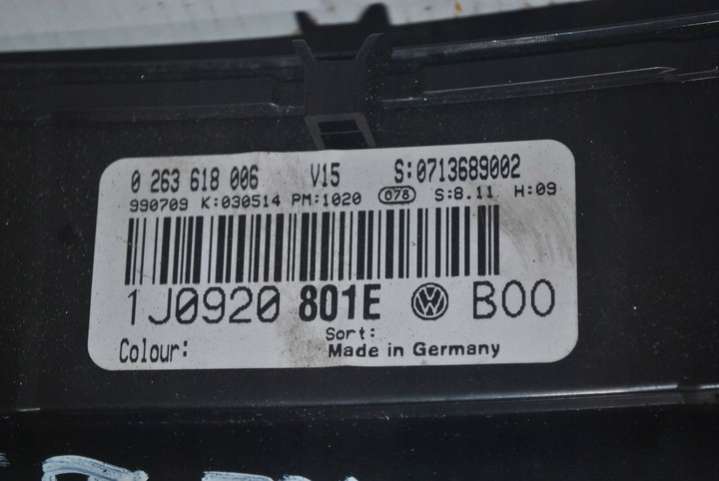 0 263 618 006 V15 S:0713689002
990709 K:030514 PM:1020 078 S:8.11 H:09
1J0920 801E VW B00
Sort:
Colour: Made in Germany